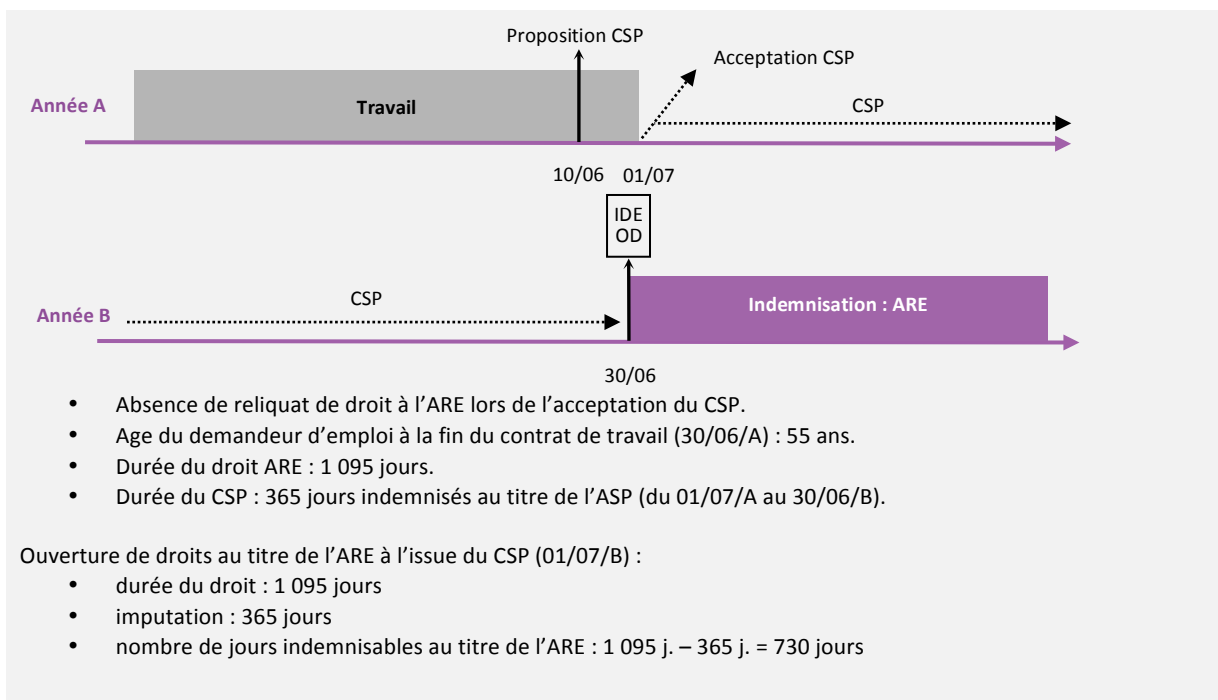 Proposition CSP
Acceptation CSP
Année A
Travail
CSP
10/06 01/07
IDE
OD
Année B
CSP
Indemnisation : ARE
30/06
• Absence de reliquat de droit à l’ARE lors de l’acceptation du CSP.
• Age du demandeur d’emploi à la fin du contrat de travail (30/06/A) : 55 ans.
• Durée du droit ARE : 1 095 jours.
• Durée du CSP : 365 jours indemnisés au titre de l’ASP (du 01/07/A au 30/06/B).
Ouverture de droits au titre de l’ARE à l’issue du CSP (01/07/B) :
• durée du droit : 1 095 jours
• imputation : 365 jours
• nombre de jours indemnisables au titre de l’ARE : 1 095 j. – 365 j. = 730 jours